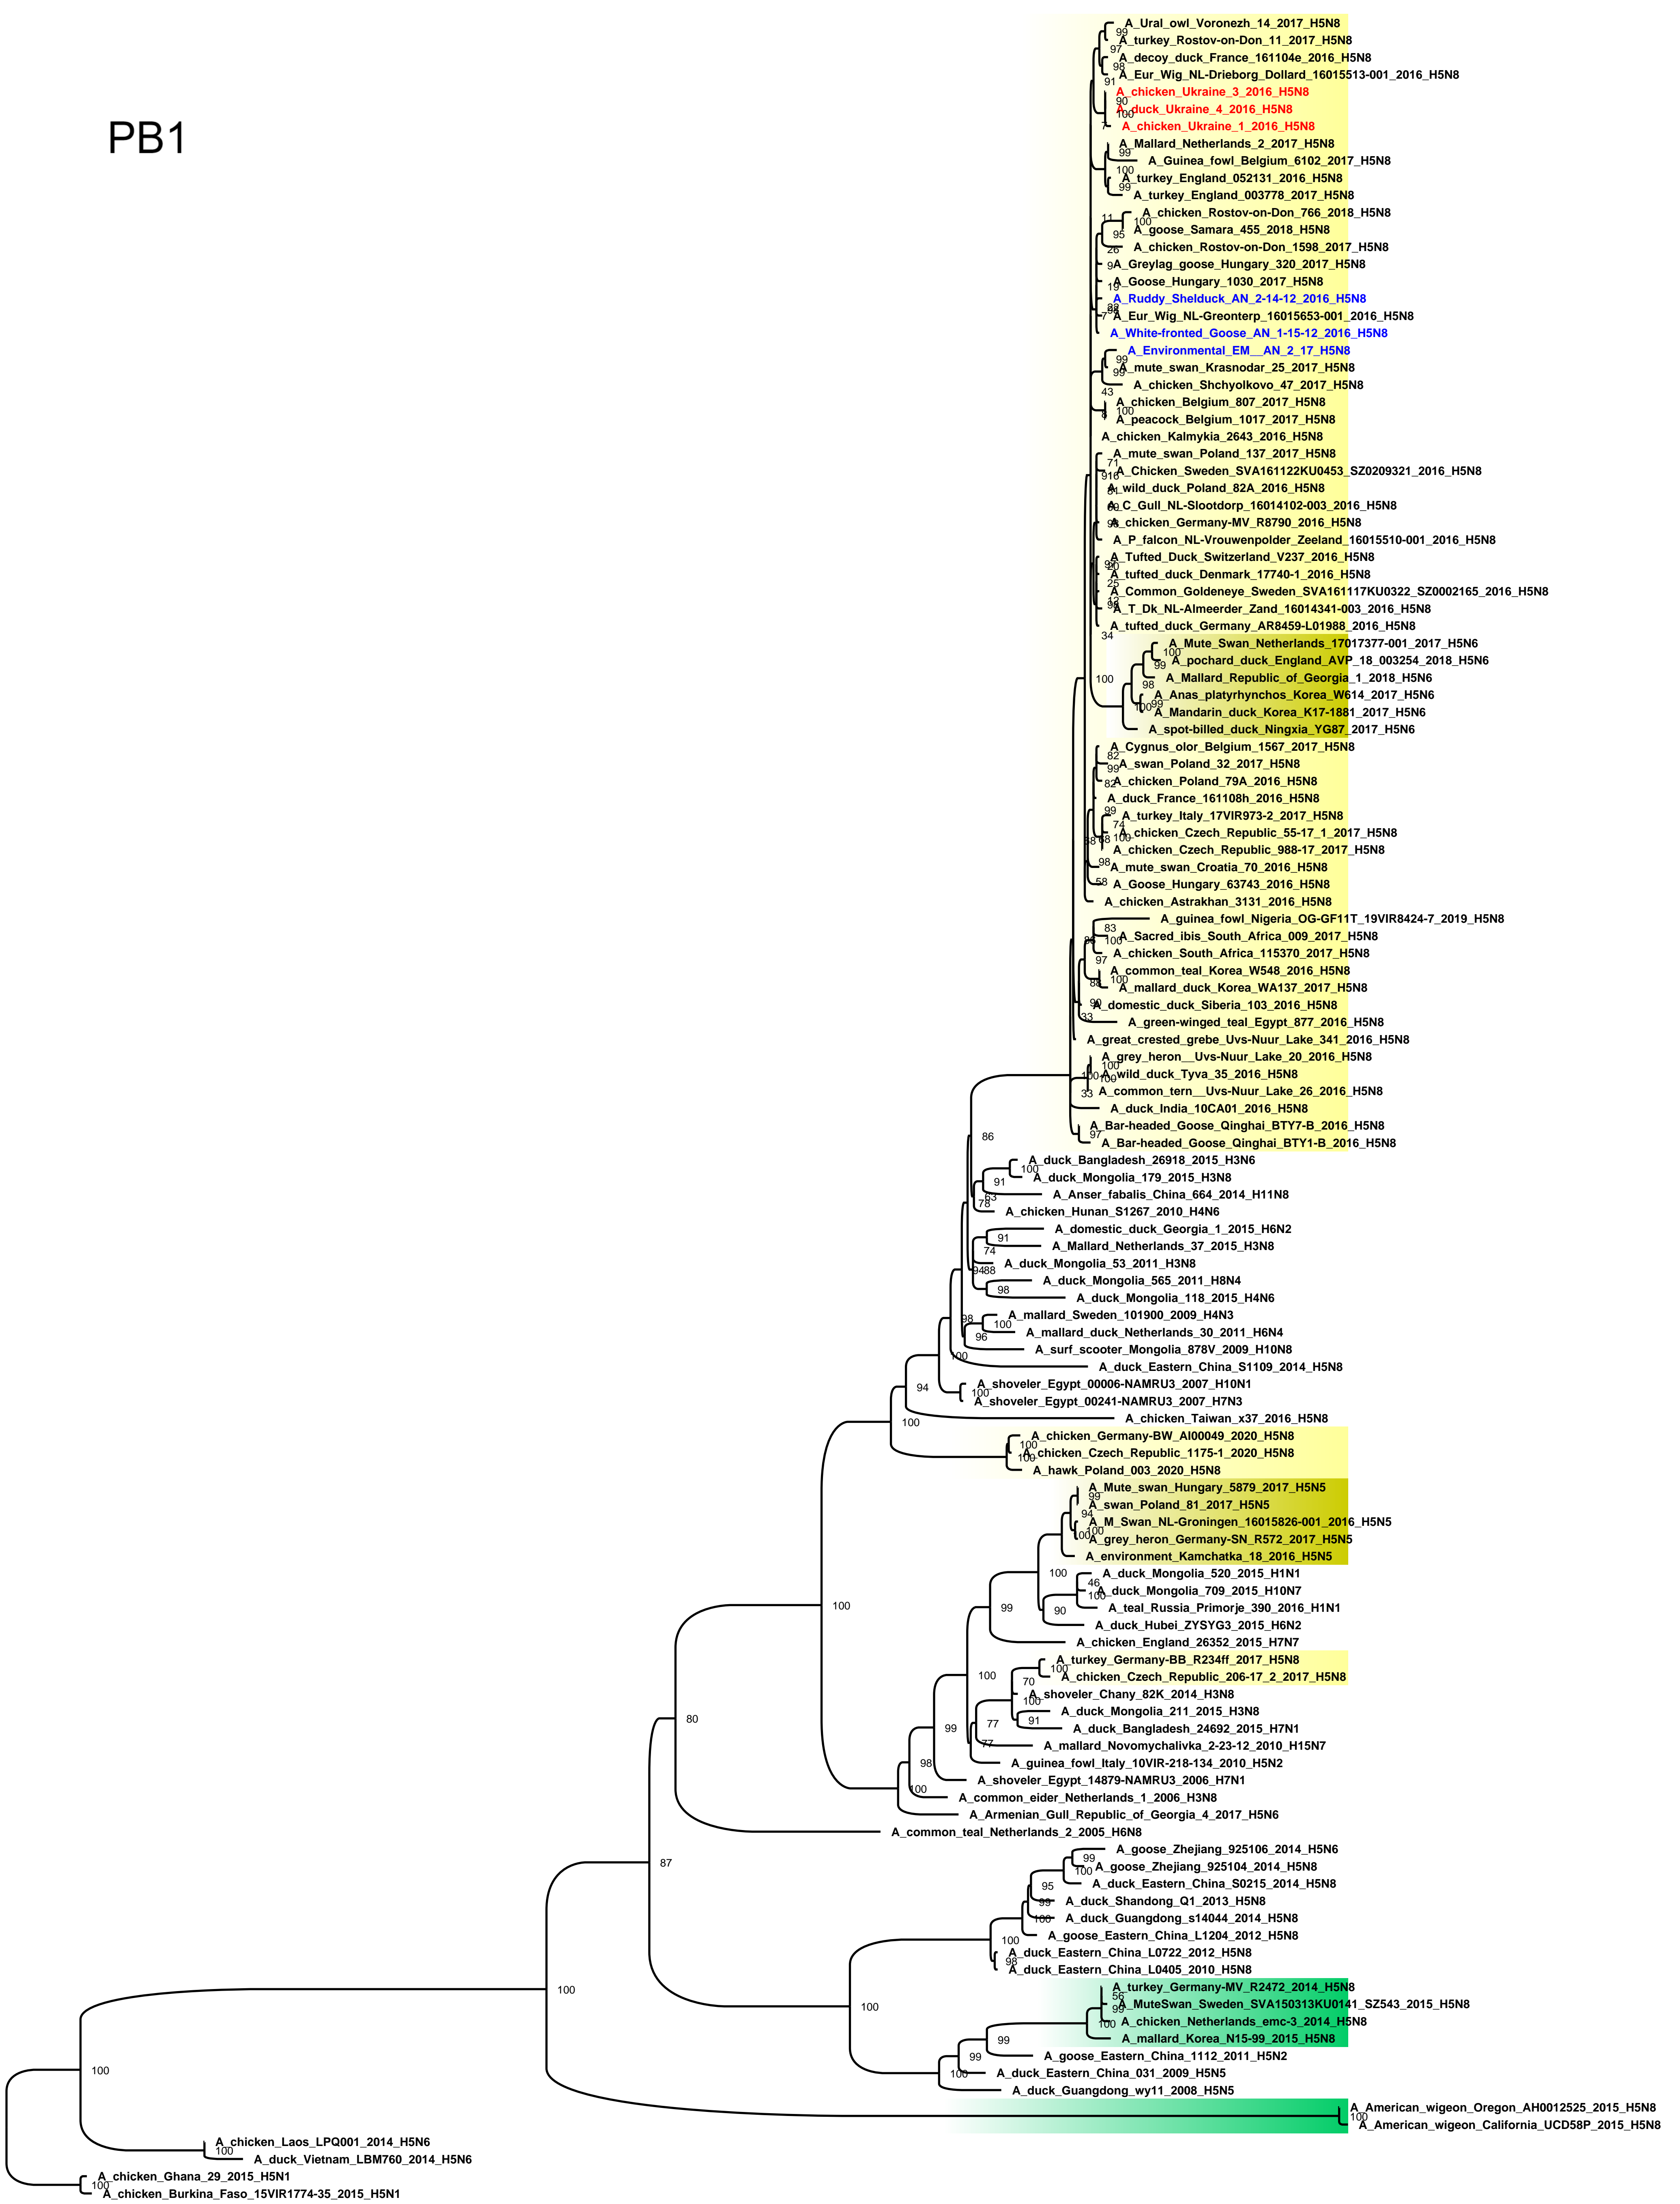 PB1
A_Ural_owl_Voronezh_14_2017_H5N8
A_turkey_Rostov-on-Don_11_2017_H5N8
A_decoy_duck_France_161104e_2016_H5N8
A_Eur_Wig_NL-Drieborg_Dollard_16015513-001_2016_H5N8
A_chicken_Ukraine_3_2016_H5N8
A_duck_Ukraine_4_2016_H5N8
A_chicken_Ukraine_1_2016_H5N8
A_Mallard_Netherlands_2_2017_H5N8
A_Guinea_fowl_Belgium_6102_2017_H5N8
A_turkey_England_052131_2016_H5N8
A_turkey_England_003778_2017_H5N8
A_chicken_Rostov-on-Don_766_2018_H5N8
A_goose_Samara_455_2018_H5N8
A_chicken_Rostov-on-Don_1598_2017_H5N8
A_Greylag_goose_Hungary_320_2017_H5N8
A_Goose_Hungary_1030_2017_H5N8
A_Ruddy_Shelduck_AN_2-14-12_2016_H5N8
A_Eur_Wig_NL-Greonterp_16015653-001_2016_H5N8
A_White-fronted_Goose_AN_1-15-12_2016_H5N8
A_Environmental_EM__AN_2_17_H5N8
A_mute_swan_Krasnodar_25_2017_H5N8
A_chicken_Shchyolkovo_47_2017_H5N8
A_chicken_Belgium_807_2017_H5N8
A_peacock_Belgium_1017_2017_H5N8
A_chicken_Kalmykia_2643_2016_H5N8
A_mute_swan_Poland_137_2017_H5N8
A_Chicken_Sweden_SVA161122KU0453_SZ0209321_2016_H5N8
A_wild_duck_Poland_82A_2016_H5N8
A_C_Gull_NL-Slootdorp_16014102-003_2016_H5N8
A_chicken_Germany-MV_R8790_2016_H5N8
A_P_falcon_NL-Vrouwenpolder_Zeeland_16015510-001_2016_H5N8
A_Tufted_Duck_Switzerland_V237_2016_H5N8
A_tufted_duck_Denmark_17740-1_2016_H5N8
A_Common_Goldeneye_Sweden_SVA161117KU0322_SZ0002165_2016_H5N8
A_T_Dk_NL-Almeerder_Zand_16014341-003_2016_H5N8
A_tufted_duck_Germany_AR8459-L01988_2016_H5N8
A_Mute_Swan_Netherlands_17017377-001_2017_H5N6
A_pochard_duck_England_AVP_18_003254_2018_H5N6
A_Mallard_Republic_of_Georgia_1_2018_H5N6
A_Anas_platyrhynchos_Korea_W614_2017_H5N6
A_Mandarin_duck_Korea_K17-1881_2017_H5N6
A_spot-billed_duck_Ningxia_YG87_2017_H5N6
A_Cygnus_olor_Belgium_1567_2017_H5N8
A_swan_Poland_32_2017_H5N8
A_chicken_Poland_79A_2016_H5N8
A_duck_France_161108h_2016_H5N8
A_turkey_Italy_17VIR973-2_2017_H5N8
A_chicken_Czech_Republic_55-17_1_2017_H5N8
A_chicken_Czech_Republic_988-17_2017_H5N8
A_mute_swan_Croatia_70_2016_H5N8
A_Goose_Hungary_63743_2016_H5N8
A_chicken_Astrakhan_3131_2016_H5N8
A_guinea_fowl_Nigeria_OG-GF11T_19VIR8424-7_2019_H5N8
A_Sacred_ibis_South_Africa_009_2017_H5N8
A_chicken_South_Africa_115370_2017_H5N8
A_common_teal_Korea_W548_2016_H5N8
A_mallard_duck_Korea_WA137_2017_H5N8
A_domestic_duck_Siberia_103_2016_H5N8
A_green-winged_teal_Egypt_877_2016_H5N8
A_great_crested_grebe_Uvs-Nuur_Lake_341_2016_H5N8
A_grey_heron__Uvs-Nuur_Lake_20_2016_H5N8
A_wild_duck_Tyva_35_2016_H5N8
A_common_tern__Uvs-Nuur_Lake_26_2016_H5N8
A_duck_India_10CA01_2016_H5N8
A_Bar-headed_Goose_Qinghai_BTY7-B_2016_H5N8
A_Bar-headed_Goose_Qinghai_BTY1-B_2016_H5N8
A_duck_Bangladesh_26918_2015_H3N6
A_duck_Mongolia_179_2015_H3N8
A_Anser_fabalis_China_664_2014_H11N8
A_chicken_Hunan_S1267_2010_H4N6
A_domestic_duck_Georgia_1_2015_H6N2
A_Mallard_Netherlands_37_2015_H3N8
A_duck_Mongolia_53_2011_H3N8
A_duck_Mongolia_565_2011_H8N4
A_duck_Mongolia_118_2015_H4N6
A_mallard_Sweden_101900_2009_H4N3
A_mallard_duck_Netherlands_30_2011_H6N4
A_surf_scooter_Mongolia_878V_2009_H10N8
A_duck_Eastern_China_S1109_2014_H5N8
A_shoveler_Egypt_00006-NAMRU3_2007_H10N1
A_shoveler_Egypt_00241-NAMRU3_2007_H7N3
A_chicken_Taiwan_x37_2016_H5N8
A_chicken_Germany-BW_AI00049_2020_H5N8
A_chicken_Czech_Republic_1175-1_2020_H5N8
A_hawk_Poland_003_2020_H5N8
A_Mute_swan_Hungary_5879_2017_H5N5
A_swan_Poland_81_2017_H5N5
A_M_Swan_NL-Groningen_16015826-001_2016_H5N5
A_grey_heron_Germany-SN_R572_2017_H5N5
A_environment_Kamchatka_18_2016_H5N5
A_duck_Mongolia_520_2015_H1N1
A_duck_Mongolia_709_2015_H10N7
A_teal_Russia_Primorje_390_2016_H1N1
A_duck_Hubei_ZYSYG3_2015_H6N2
A_chicken_England_26352_2015_H7N7
A_turkey_Germany-BB_R234ff_2017_H5N8
A_chicken_Czech_Republic_206-17_2_2017_H5N8
A_shoveler_Chany_82K_2014_H3N8
A_duck_Mongolia_211_2015_H3N8
A_duck_Bangladesh_24692_2015_H7N1
A_mallard_Novomychalivka_2-23-12_2010_H15N7
A_guinea_fowl_Italy_10VIR-218-134_2010_H5N2
A_shoveler_Egypt_14879-NAMRU3_2006_H7N1
A_common_eider_Netherlands_1_2006_H3N8
A_Armenian_Gull_Republic_of_Georgia_4_2017_H5N6
A_common_teal_Netherlands_2_2005_H6N8
A_goose_Zhejiang_925106_2014_H5N6
A_goose_Zhejiang_925104_2014_H5N8
A_duck_Eastern_China_S0215_2014_H5N8
A_duck_Shandong_Q1_2013_H5N8
A_duck_Guangdong_s14044_2014_H5N8
A_goose_Eastern_China_L1204_2012_H5N8
A_duck_Eastern_China_L0722_2012_H5N8
A_duck_Eastern_China_L0405_2010_H5N8
A_turkey_Germany-MV_R2472_2014_H5N8
A_MuteSwan_Sweden_SVA150313KU0141_SZ543_2015_H5N8
A_chicken_Netherlands_emc-3_2014_H5N8
A_mallard_Korea_N15-99_2015_H5N8
A_goose_Eastern_China_1112_2011_H5N2
A_duck_Eastern_China_031_2009_H5N5
A_duck_Guangdong_wy11_2008_H5N5
A_American_wigeon_Oregon_AH0012525_2015_H5N8
A_American_wigeon_California_UCD58P_2015_H5N8
A_chicken_Laos_LPQ001_2014_H5N6
A_duck_Vietnam_LBM760_2014_H5N6
A_chicken_Ghana_29_2015_H5N1
A_chicken_Burkina_Faso_15VIR1774-35_2015_H5N1